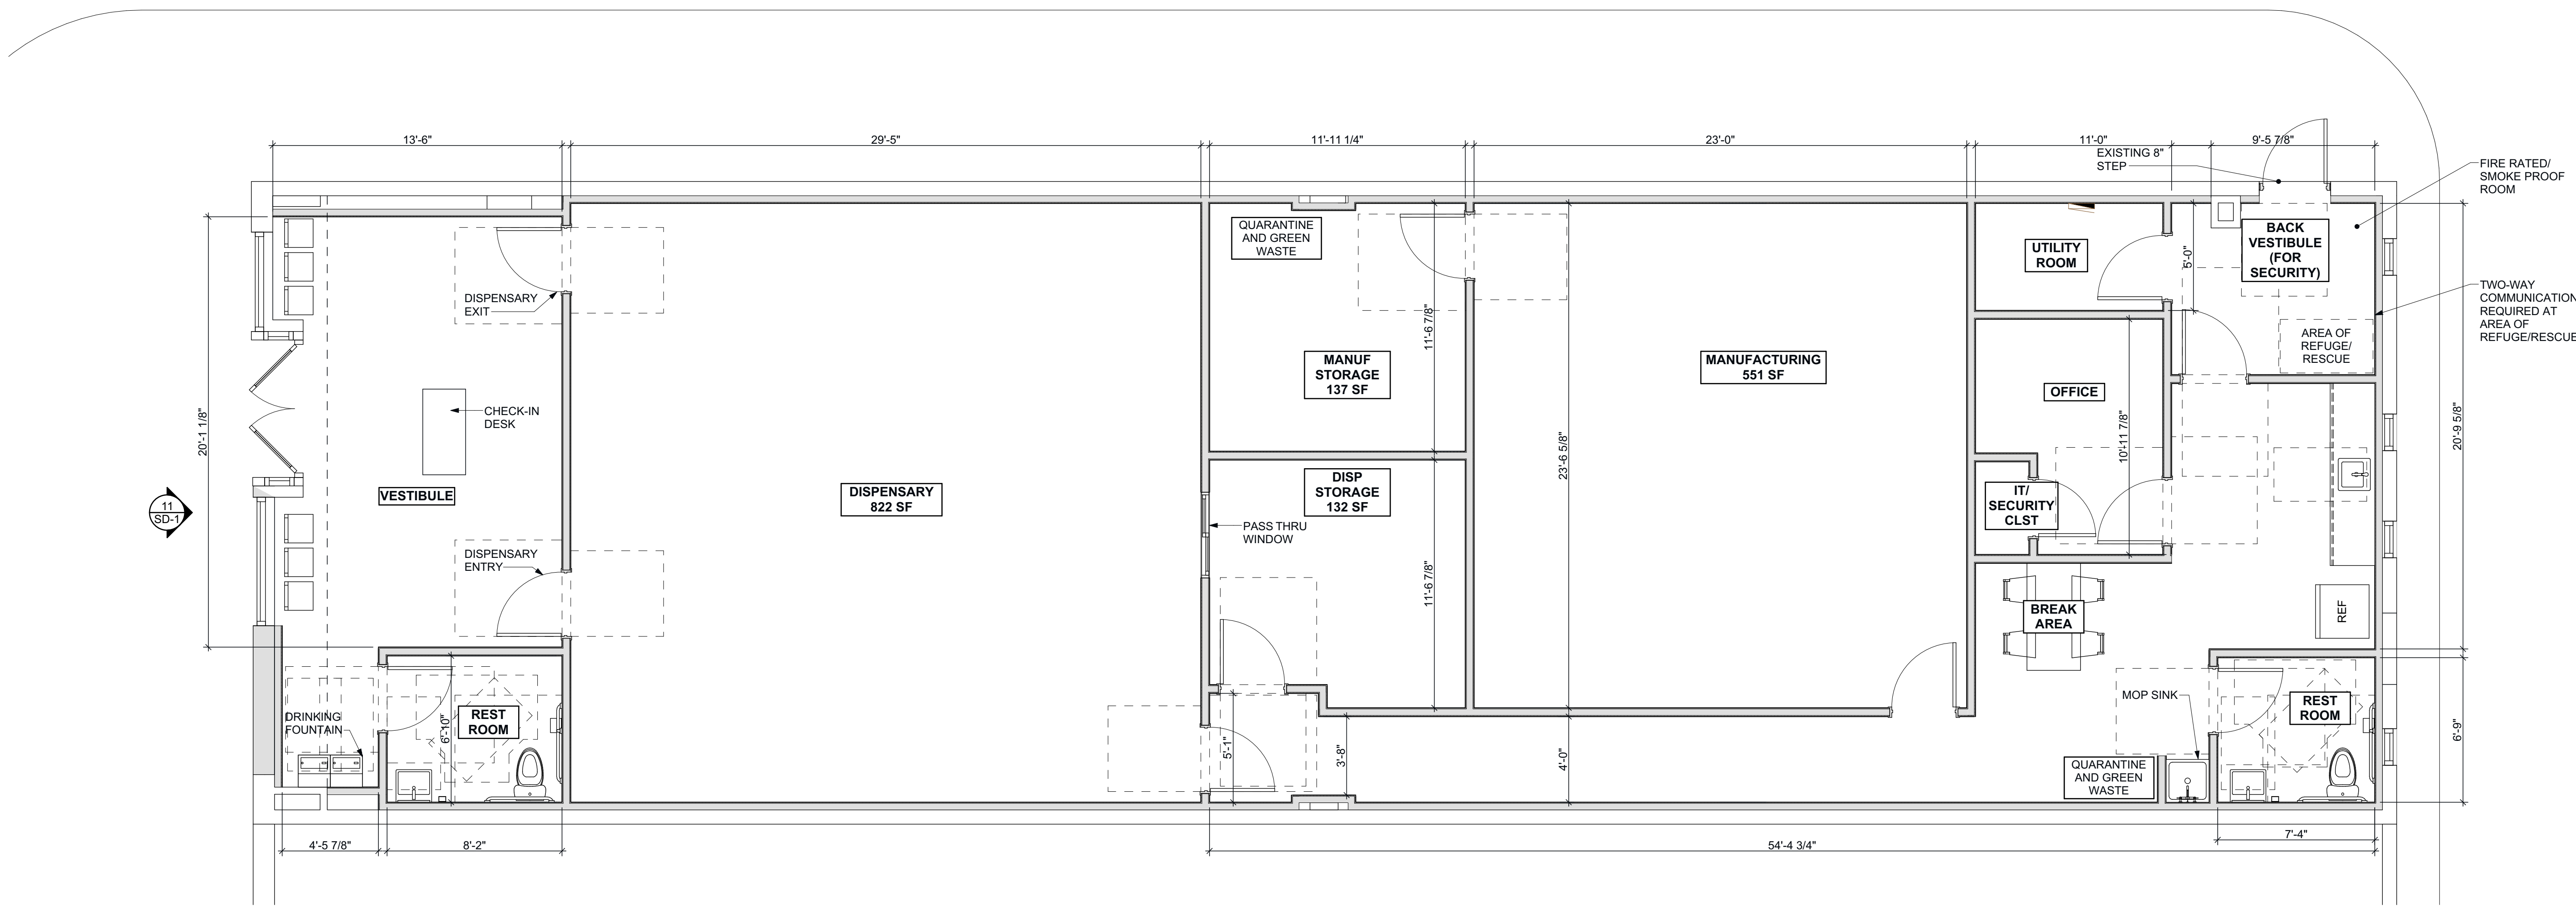 13'-6"
29'-5"
11'-11 1/4"
23'-0"
11'-0"
9'-5 7/8"
EXISTING 8"
STEP
FIRE RATED/
SMOKE PROOF
ROOM
QUARANTINE
AND GREEN
WASTE
UTILITY
ROOM
5'-0"
BACK
VESTIBULE
(FOR
SECURITY)
TWO-WAY
COMMUNICATION
REQUIRED AT
AREA OF
REFUGE/RESCUE
AREA OF
REFUGE/
RESCUE
DISPENSARY
EXIT
11'-6 7/8"
MANUF
STORAGE
137 SF
MANUFACTURING
551 SF
OFFICE
20'-1 1/8"
CHECK-IN
DESK
23'-6 5/8"
10'-11 7/8"
20'-9 5/8"
VESTIBULE
DISPENSARY
822 SF
DISP
STORAGE
132 SF
IT/
SECURITY
CLST
11
SD-1
PASS THRU
WINDOW
DISPENSARY
ENTRY
11'-6 7/8"
BREAK
AREA
REF
DRINKING
FOUNTAIN
6'-10"
REST
ROOM
5'-1"
3'-8"
4'-0"
MOP SINK
REST
ROOM
6'-9"
QUARANTINE
AND GREEN
WASTE
4'-5 7/8"
8'-2"
54'-4 3/4"
7'-4"